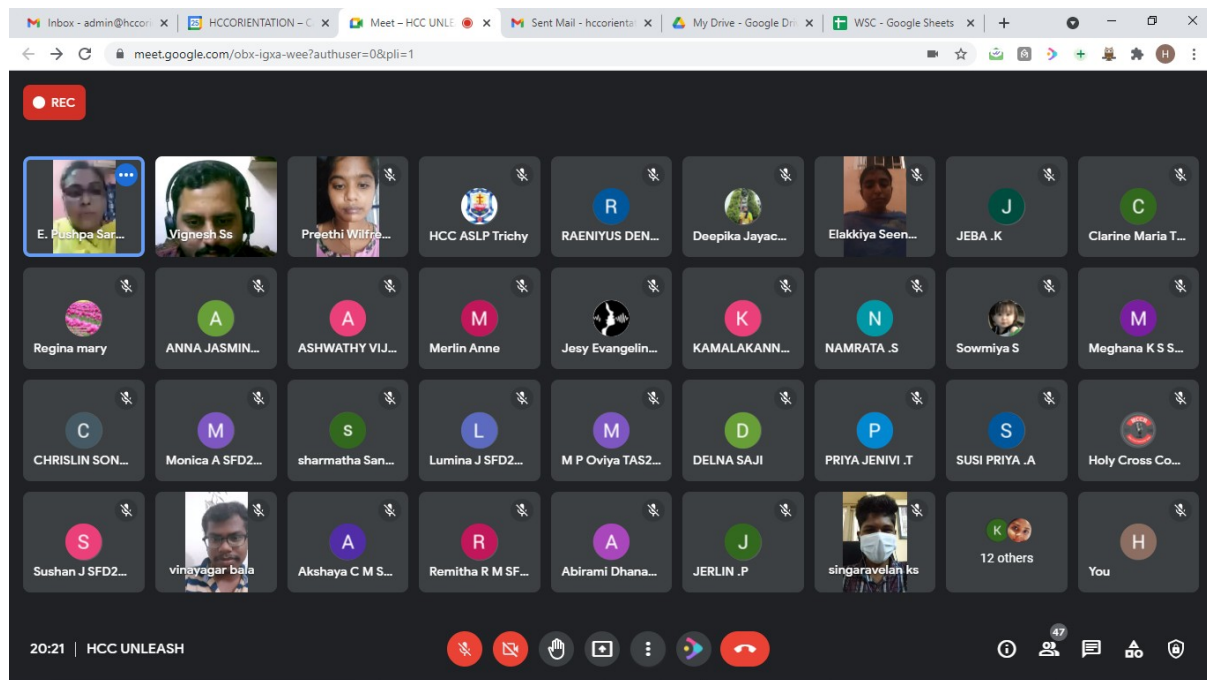 Inbox - admin@hccori
HCCORIENTATION – C
Meet – HCC UNLE
Sent Mail - hccorienta
My Drive - Google Dri
WSC - Google Sheets
meet.google.com/obx-igxa-wee?authuser=0&pli=1
H
REC
E. Pushpa Sar...
Vignesh Ss
Preethi Wilfre...
HCC ASLP Trichy
R
RAENIYUS DEN...
Deepika Jayac...
Elakkiya Seen...
J
JEBA .K
C
Clarine Maria T...
Regina mary
A
ANNA JASMIN...
A
ASHWATHY VIJ...
M
Merlin Anne
Jesy Evangelin...
K
KAMALAKANN...
N
NAMRATA .S
Sowmiya S
M
Meghana K S S...
C
CHRISLIN SON...
M
Monica A SFD2...
s
sharmatha San...
L
Lumina J SFD2...
M
M P Oviya TAS2...
D
DELNA SAJI
P
PRIYA JENIVI .T
S
SUSI PRIYA .A
Holy Cross Co...
S
Sushan J SFD2...
vinayagar bala
A
Akshaya C M S...
R
Remitha R M SF...
A
Abirami Dhana...
J
JERLIN .P
singaravelan ks
K
12 others
H
You
20:21 | HCC UNLEASH
47